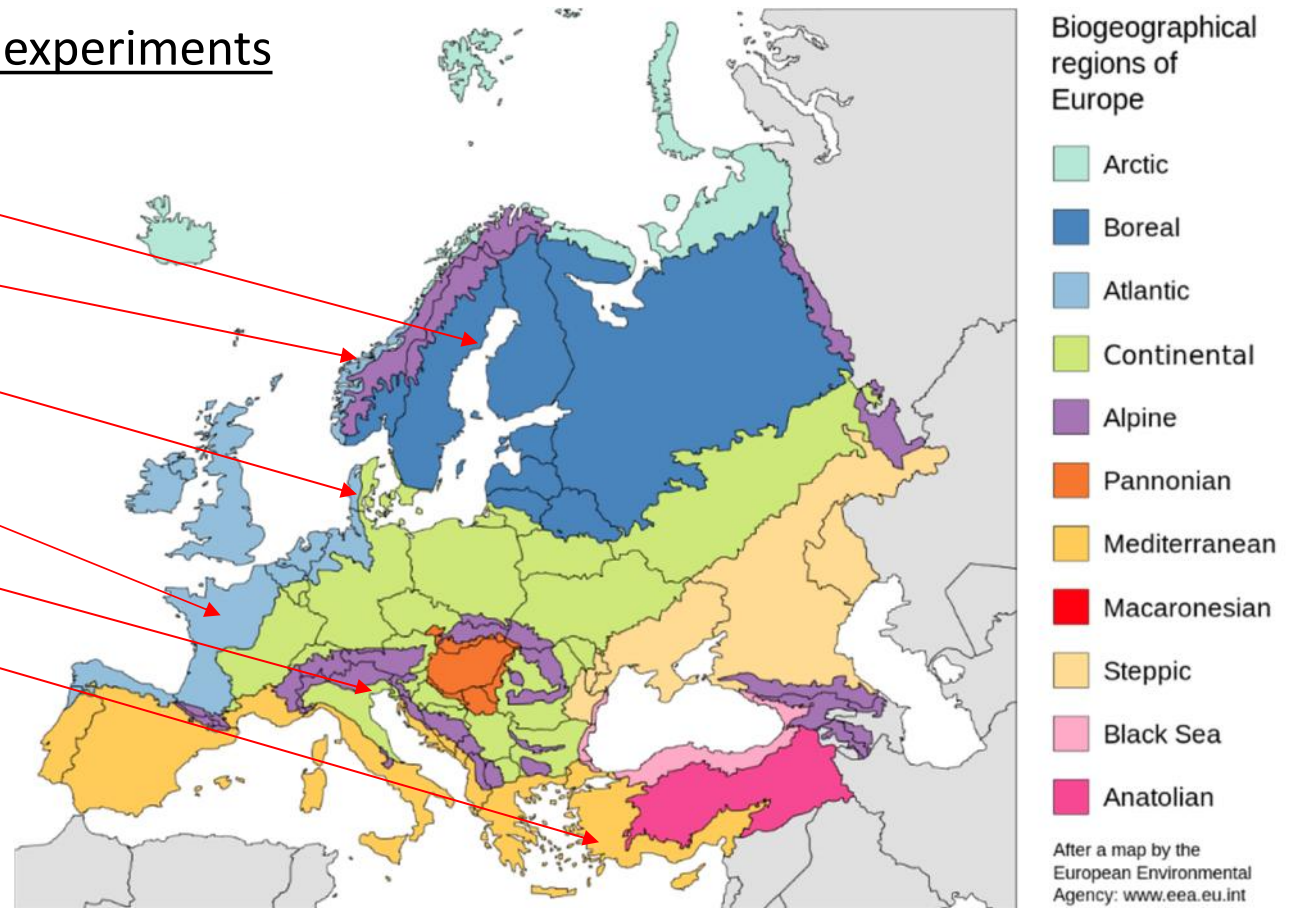 experiments
Biogeographical
regions of
Europe
Arctic
Boreal
Atlantic
Continental
Alpine
Pannonian
Mediterranean
Macaronesian
Steppic
Black Sea
Anatolian
After a map by the
European Environmental
Agency: www.eea.eu.int